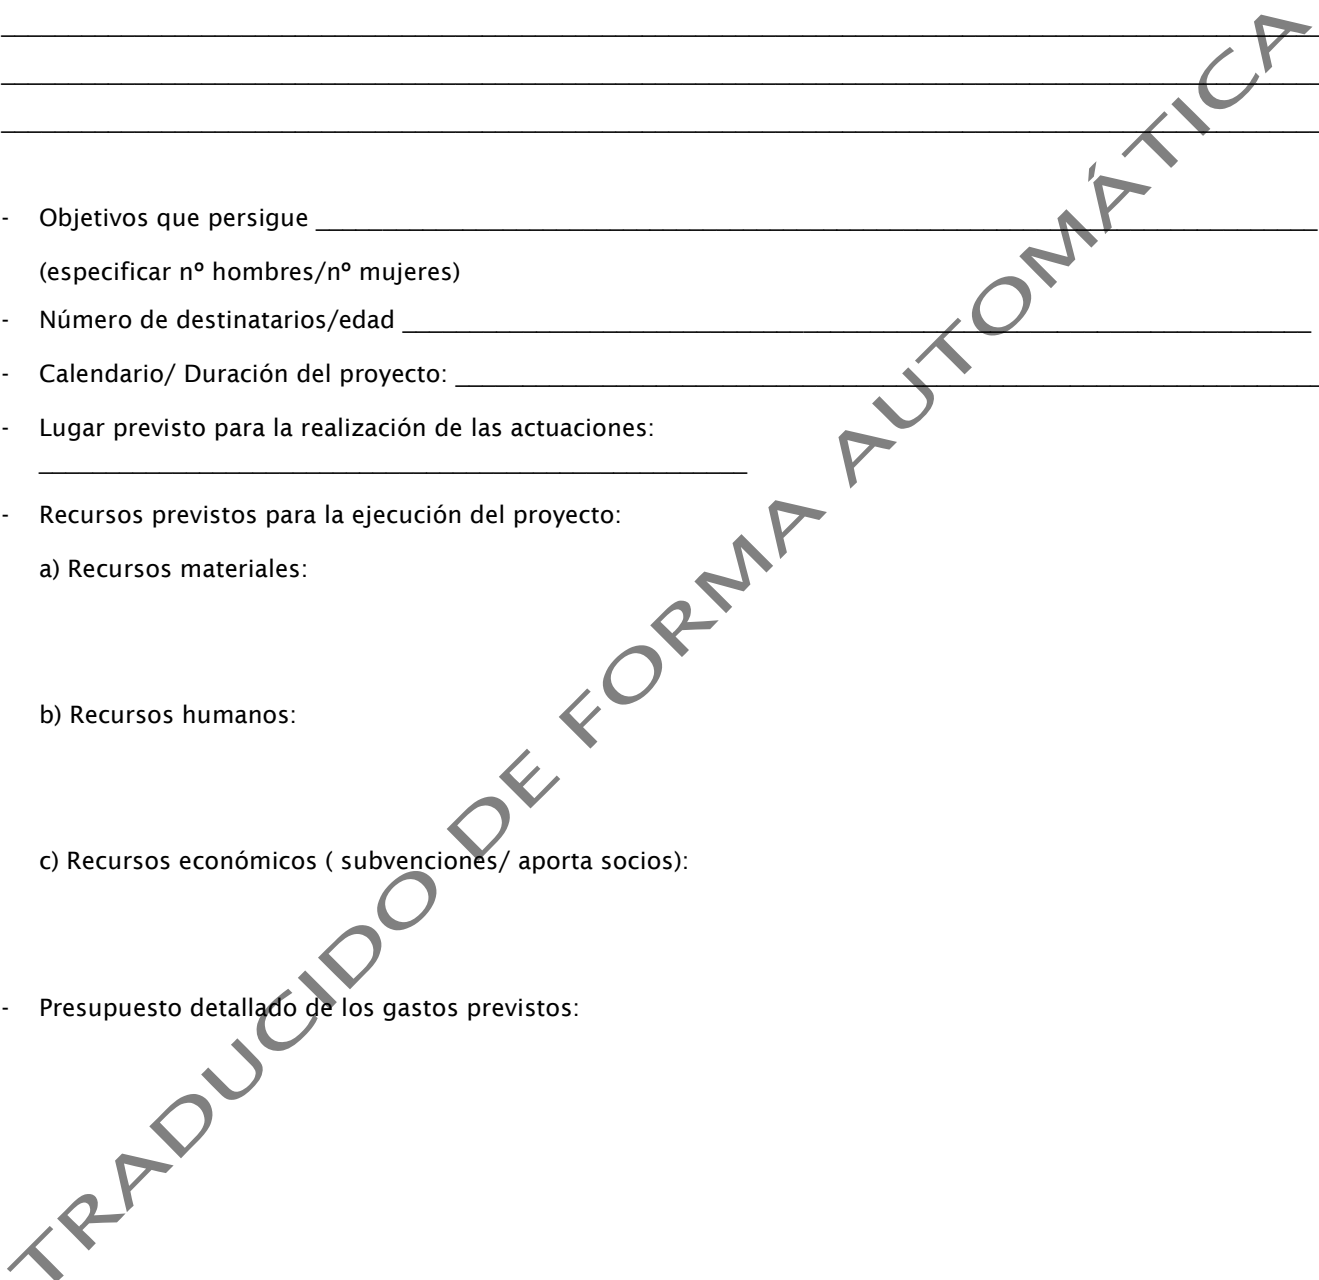 - Objetivos que persigue
(especificar nº hombres/nº mujeres)
- Número de destinatarios/edad
- Calendario/ Duración del proyecto:
- Lugar previsto para la realización de las actuaciones:
- Recursos previstos para la ejecución del proyecto:
a) Recursos materiales:
b) Recursos humanos:
c) Recursos económicos ( subvenciones/ aporta socios):
- Presupuesto detallado de los gastos previstos:
TRADUCIDO DE FORMA AUTOMÁTICA